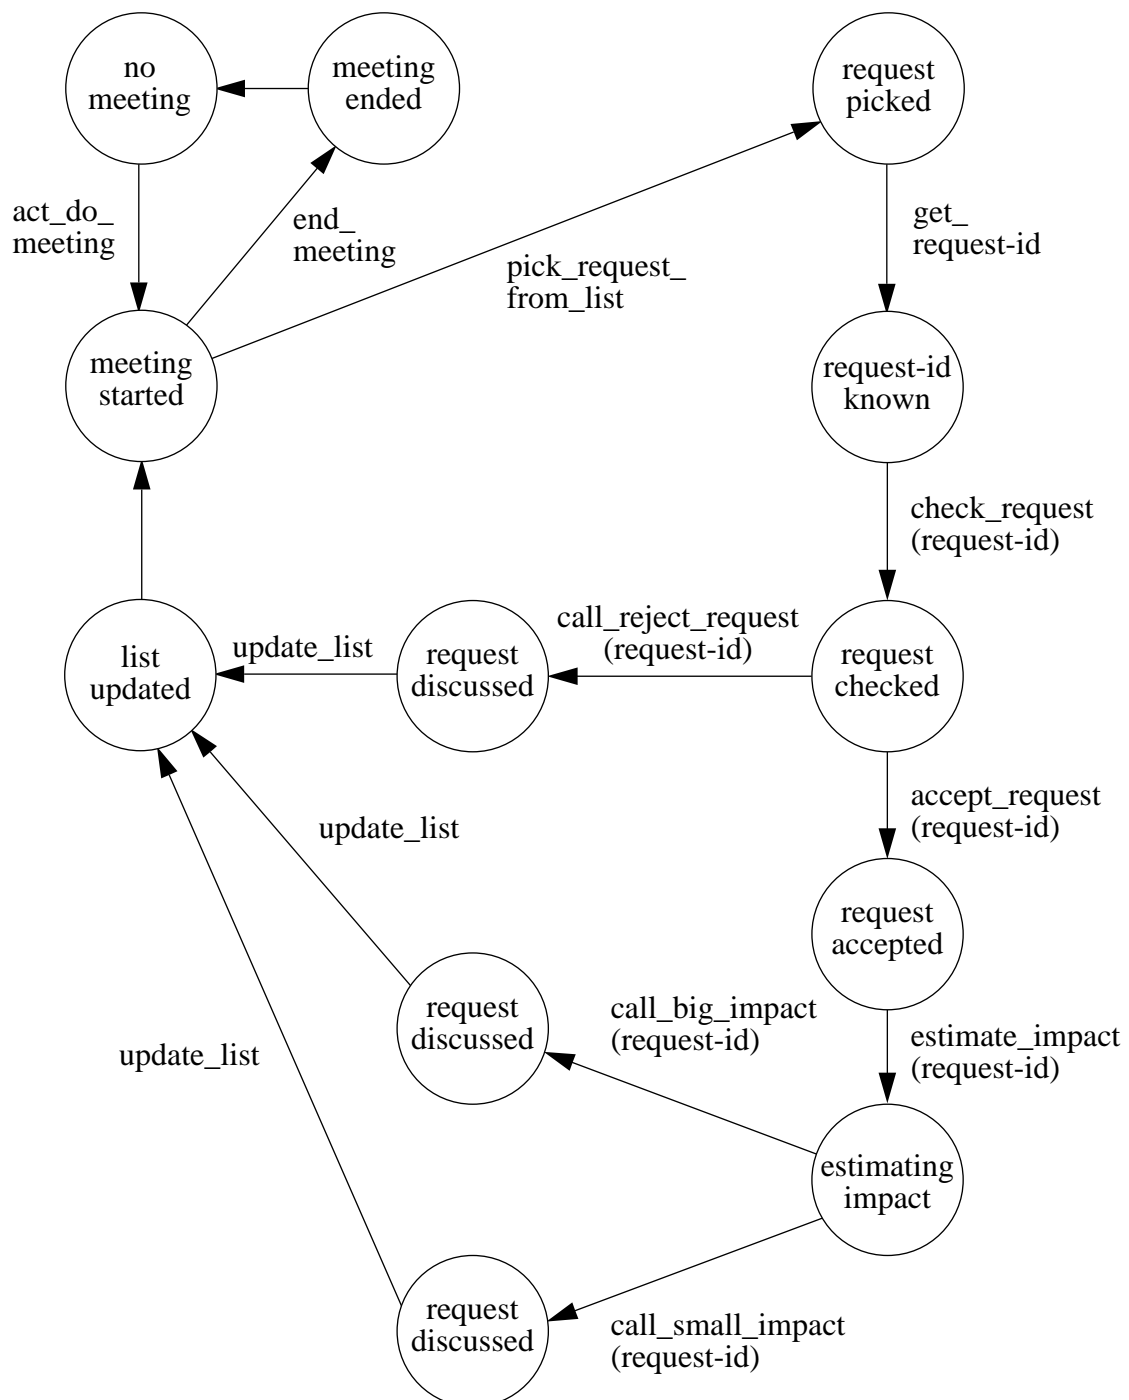 no
meeting
meeting
ended
request
picked
act_do_
meeting
end_
meeting
pick_request_
from_list
get_
request-id
meeting
started
request-id
known
check_request
(request-id)
call_reject_request
(request-id)
update_list
list
updated
request
discussed
request
checked
accept_request
(request-id)
update_list
request
accepted
request
discussed
call_big_impact
(request-id)
estimate_impact
(request-id)
update_list
estimating
impact
request
discussed
call_small_impact
(request-id)